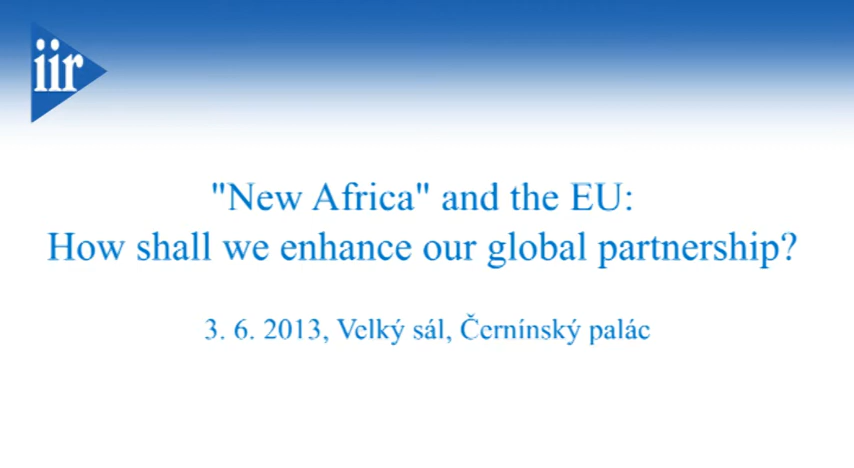 iir
"New Africa" and the EU:
How shall we enhance our global partnership?
3. 6. 2013, Velký sál, Černínský palác